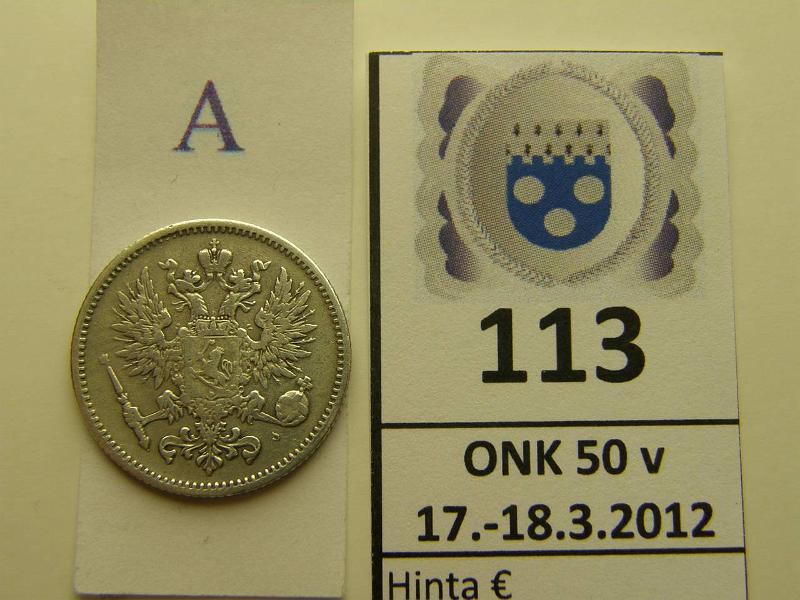 A
113
ONK 50 v
17.-18.3.2012
Hinta €
S